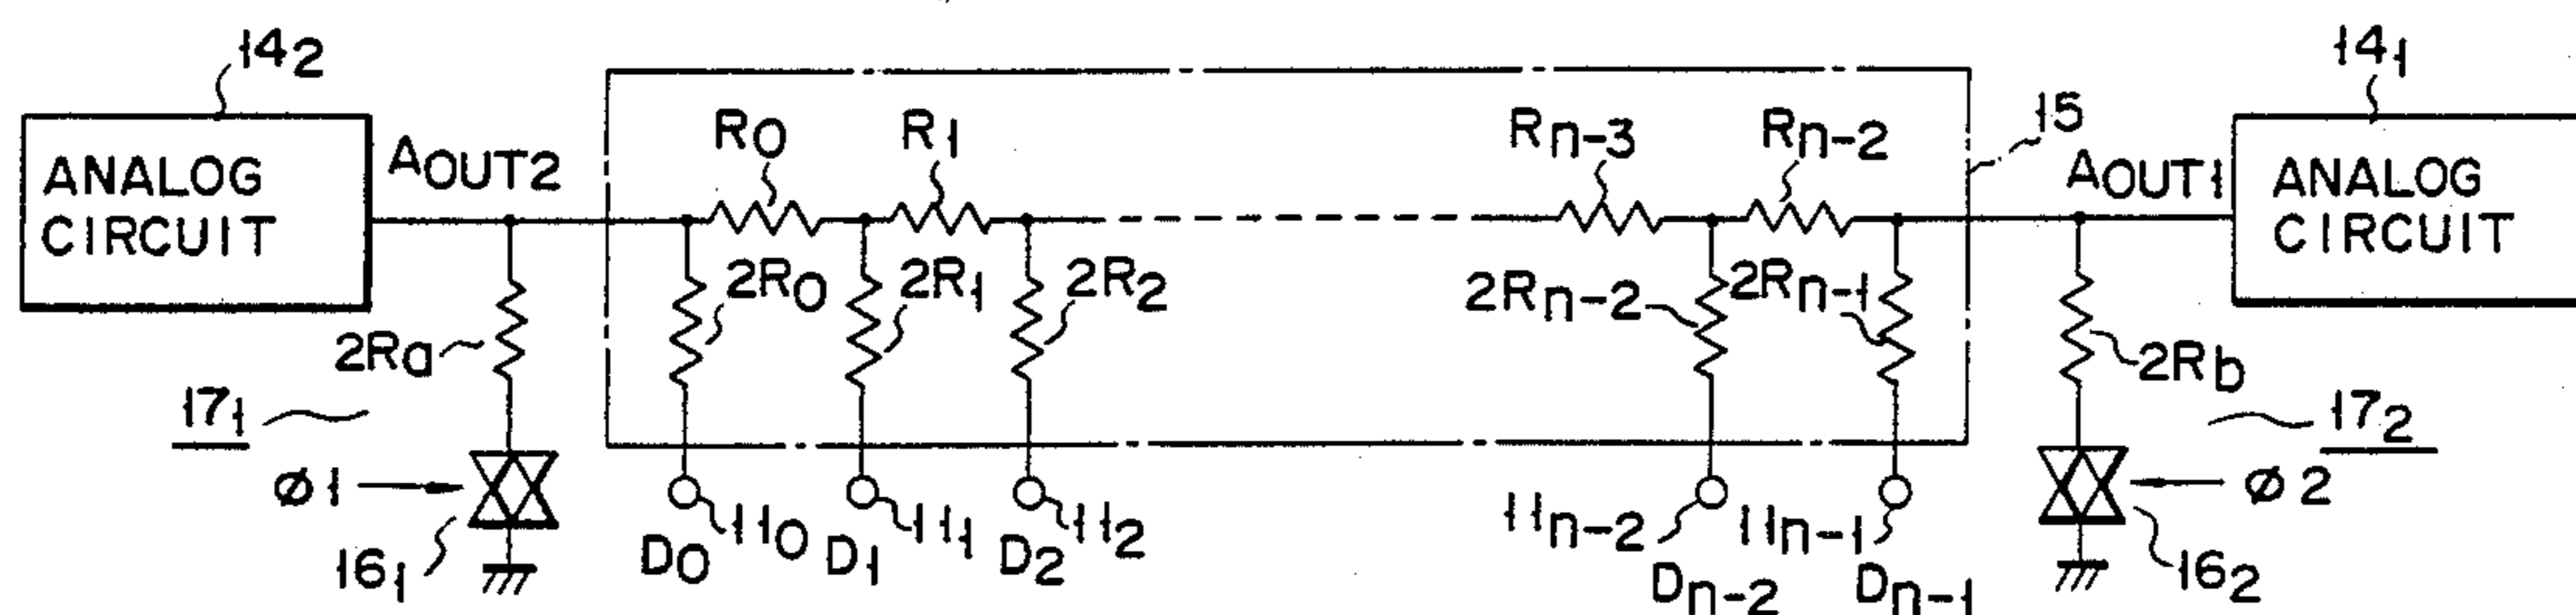 14₂
14₁
ANALOG
CIRCUIT
AOUT2
R0
R1
Rn-3
Rn-2
15
AOUT1
ANALOG
CIRCUIT
2Ra
2R0
2R1
2R2
2Rn-2
2Rn-1
2Rb
17₁
17₂
ø1
ø2
16₁
11₀
11₁
11₂
11n-2
11n-1
16₂
D0
D1
D2
Dn-2
Dn-1